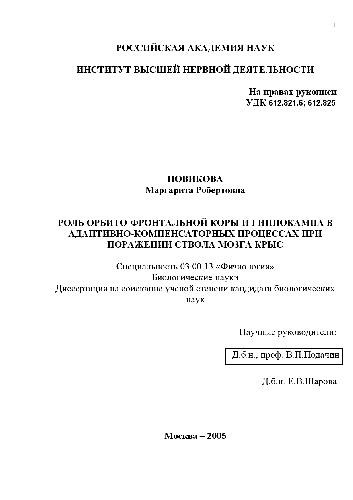 1
РОССИЙСКАЯ АКАДЕМИЯ НАУК
ИНСТИТУТ ВЫСШЕЙ НЕРВНОЙ ДЕЯТЕЛЬНОСТИ
На правах рукописи
УДК 612.821.6; 612.825
НОВИКОВА
Маргарита Робертовна
РОЛЬ ОРБИТО-ФРОНТАЛЬНОЙ КОРЫ И ГИППОКАМПА В
АДАПТИВНО-КОМПЕНСАТОРНЫХ ПРОЦЕССАХ ПРИ
ПОРАЖЕНИИ СТВОЛА МОЗГА КРЫС
Специальность 03.00.13 «Физиология»
Биологические науки
Диссертация на соискание ученой степени кандидата биологических
наук
Научные руководители:
Д.б.н., проф. В.П.Подачин
Д.б.н. Е.В.Шарова
Москва – 2005